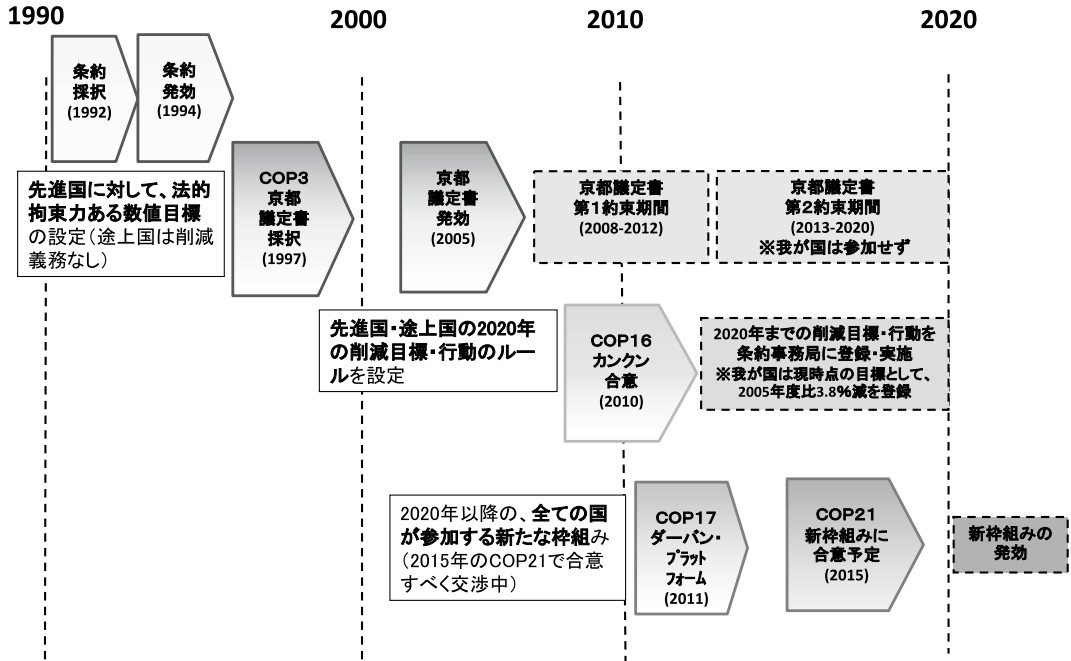 1990
2000
2010
2020
条約
採択
(1992)
条約
発効
(1994)
先進国に対して、法的
拘束力ある数値目標
の設定（途上国は削減
義務なし）
COP3
京都
議定書
採択
(1997)
京都
議定書
発効
(2005)
京都議定書
第１約束期間
(2008-2012)
京都議定書
第２約束期間
(2013-2020)
※我が国は参加せず
先進国・途上国の2020年
の削減目標・行動のルー
ルを設定
COP16
カンクン
合意
(2010)
2020年までの削減目標・行動を
条約事務局に登録・実施
※我が国は現時点の目標として、
2005年度比3.8％減を登録
2020年以降の、全ての国
が参加する新たな枠組み
（2015年のCOP21で合意
すべく交渉中）
COP17
ダーバン・
プラット
フォーム
(2011)
COP21
新枠組みに
合意予定
(2015)
新枠組みの
発効